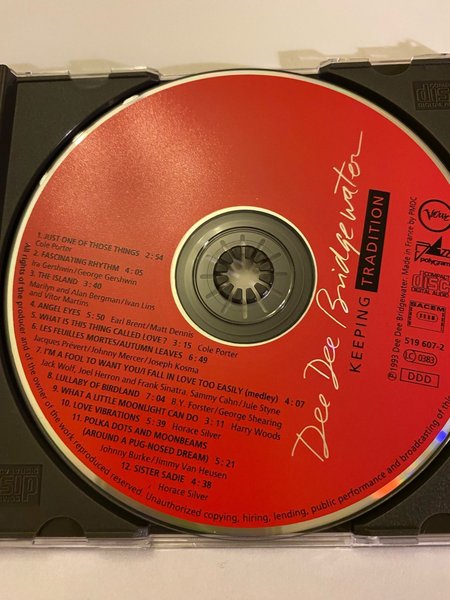 Dee Dee Bridgewater
KEEPING TRADITION
1. JUST ONE OF THOSE THINGS 2:54
Cole Porter
2. FASCINATING RHYTHM 4:05
Ira Gershwin/George Gershwin
3. THE ISLAND 3:40
Marilyn and Alan Bergman/Ivan Lins
and Vitor Martins
4. ANGEL EYES 5:50 Earl Brent/Matt Dennis
5. WHAT IS THIS THING CALLED LOVE? 3:15 Cole Porter
6. LES FEUILLES MORTES/AUTUMN LEAVES 6:49
Jacques Prevert/Johnny Mercer/Joseph Kosma
7. I'M A FOOL TO WANT YOU/I FALL IN LOVE TOO EASILY (medley) 4:07
Jack Wolf, Joel Herron and Frank Sinatra, Sammy Cahn/Jule Styne
8. LULLABY OF BIRDLAND 7:04 B.Y. Forster/George Shearing
9. WHAT A LITTLE MOONLIGHT CAN DO 3:11 Harry Woods
10. LOVE VIBRATIONS 5:39 Horace Silver
11. POLKA DOTS AND MOONBEAMS
(AROUND A PUG-NOSED DREAM) 5:21
Johnny Burke/Jimmy Van Heusen
12. SISTER SADIE 4:38
Horace Silver
Verve
polygram
COMPACT
disc
DIGITAL AUDIO
SACEM
519 607-2
LC 0383
DDD
℗ 1993 Dee Dee Bridgewater. Made in France by PMDC
All rights of the producer and of the owner of the work reproduced reserved. Unauthorized copying, hiring, lending, public performance and broadcasting of this